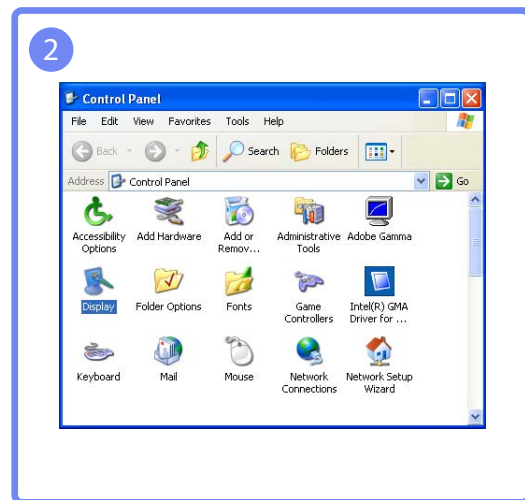 2
Control Panel
File Edit View Favorites Tools Help
Back Search Folders
Address Control Panel Go
Accessibility Options
Add Hardware
Add or Remov...
Administrative Tools
Adobe Gamma
Display
Folder Options
Fonts
Game Controllers
Intel(R) GMA Driver for ...
Keyboard
Mail
Mouse
Network Connections
Network Setup Wizard